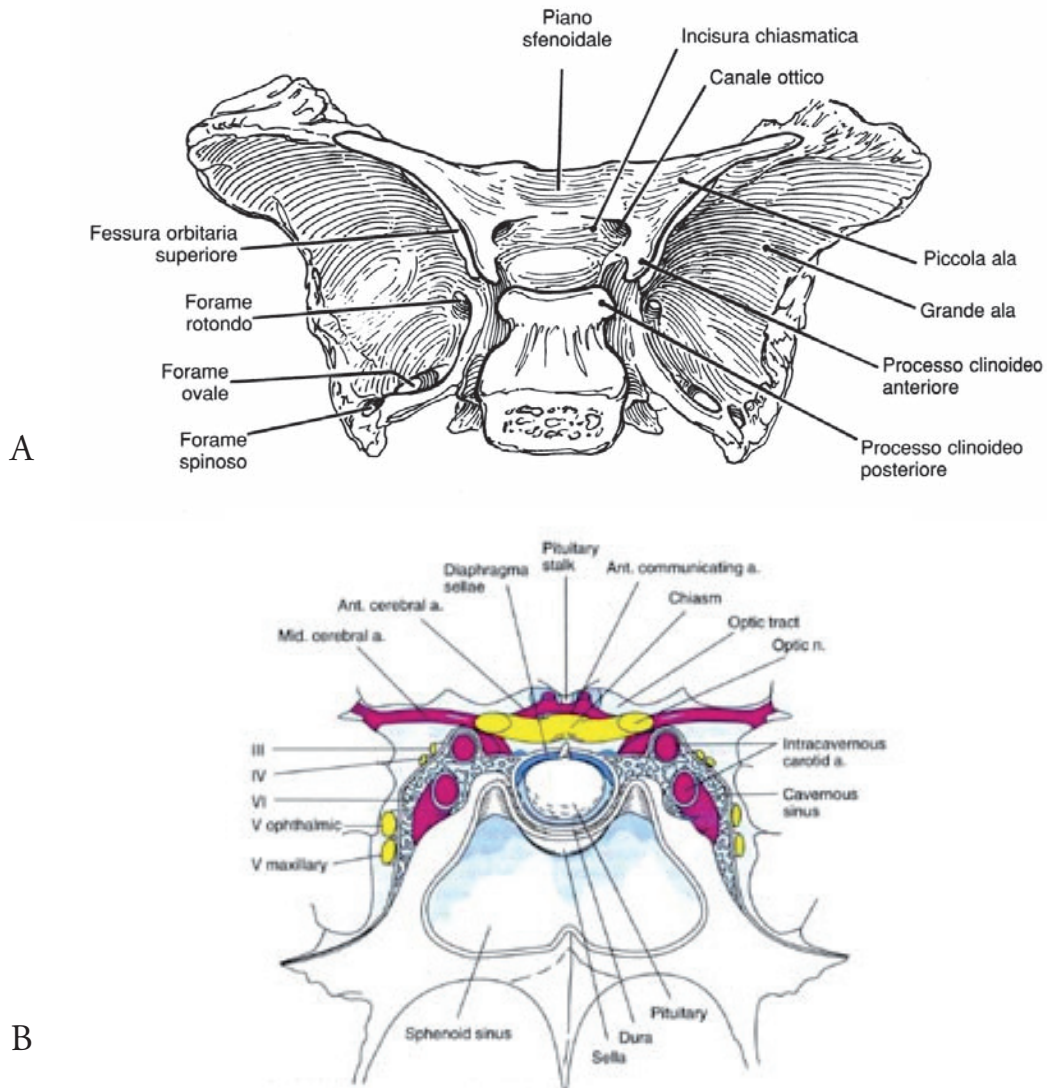 Piano
sfenoidale
Incisura chiasmatica
Canale ottico
Fessura orbitaria
superiore
Forame
rotondo
Forame
ovale
Forame
spinoso
Piccola ala
Grande ala
Processo clinoideo
anteriore
Processo clinoideo
posteriore
A
Pituitary
stalk
Diaphragma
sellae
Ant. communicating a.
Ant. cerebral a.
Chiasm
Mid. cerebral a.
Optic tract
Optic n.
III
IV
VI
V ophthalmic
V maxillary
Intracavernous
carotid a.
Cavernous
sinus
Sphenoid sinus
Pituitary
Dura
Sella
B